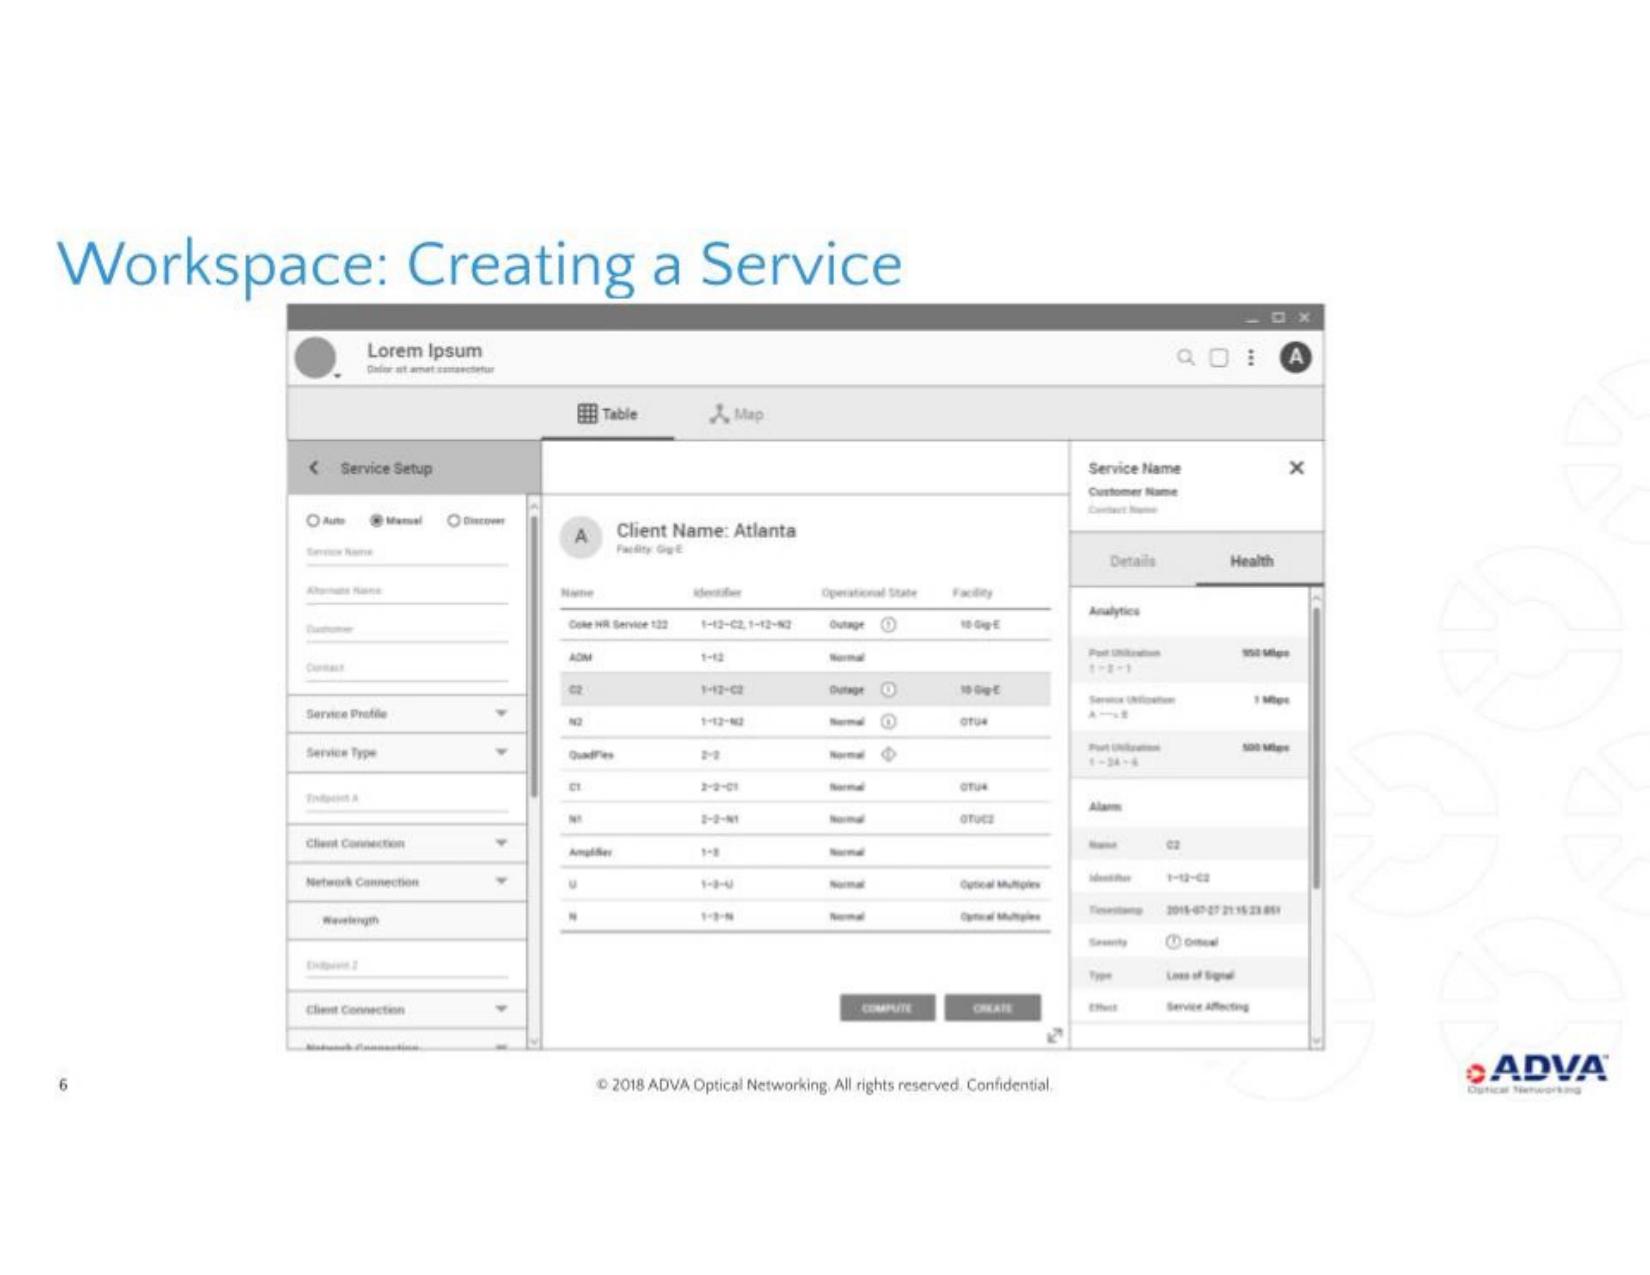 Workspace: Creating a Service
Lorem Ipsum
Dolor sit amet consectetur
A
Table
Map
Service Setup
Auto Manual Discover
Service Name
Alternate Name
Customer
Contact
Service Profile
Service Type
Endpoint A
Client Connection
Network Connection
Wavelength
Endpoint Z
Client Connection
Network Connection
A
Client Name: Atlanta
Facility: Gig-E
Name Identifier Operational State Facility
Coke HR Service 122 1-12-C2, 1-12-N2 Outage 10 Gig-E
ADM 1-12 Normal
C2 1-12-C2 Outage 10 Gig-E
N2 1-12-N2 Normal OTU4
QuadFlex 2-2 Normal
C1 2-2-C1 Normal OTU4
N1 2-2-N1 Normal OTUC2
Amplifier 1-3 Normal
U 1-3-U Normal Optical Multiplex
N 1-3-N Normal Optical Multiplex
COMPUTE CREATE
Service Name
Customer Name
Contact Name
Details Health
Analytics
Port Utilization 950 Mbps
1 - 2 - 1
Service Utilization 1 Mbps
A B
Port Utilization 500 Mbps
1 - 24 - 6
Alarm
Name C2
Identifier 1-12-C2
Timestamp 2015-07-27 21:15:23.851
Severity Critical
Type Loss of Signal
Effect Service Affecting
6
© 2018 ADVA Optical Networking. All rights reserved. Confidential.
ADVA™
Optical Networking